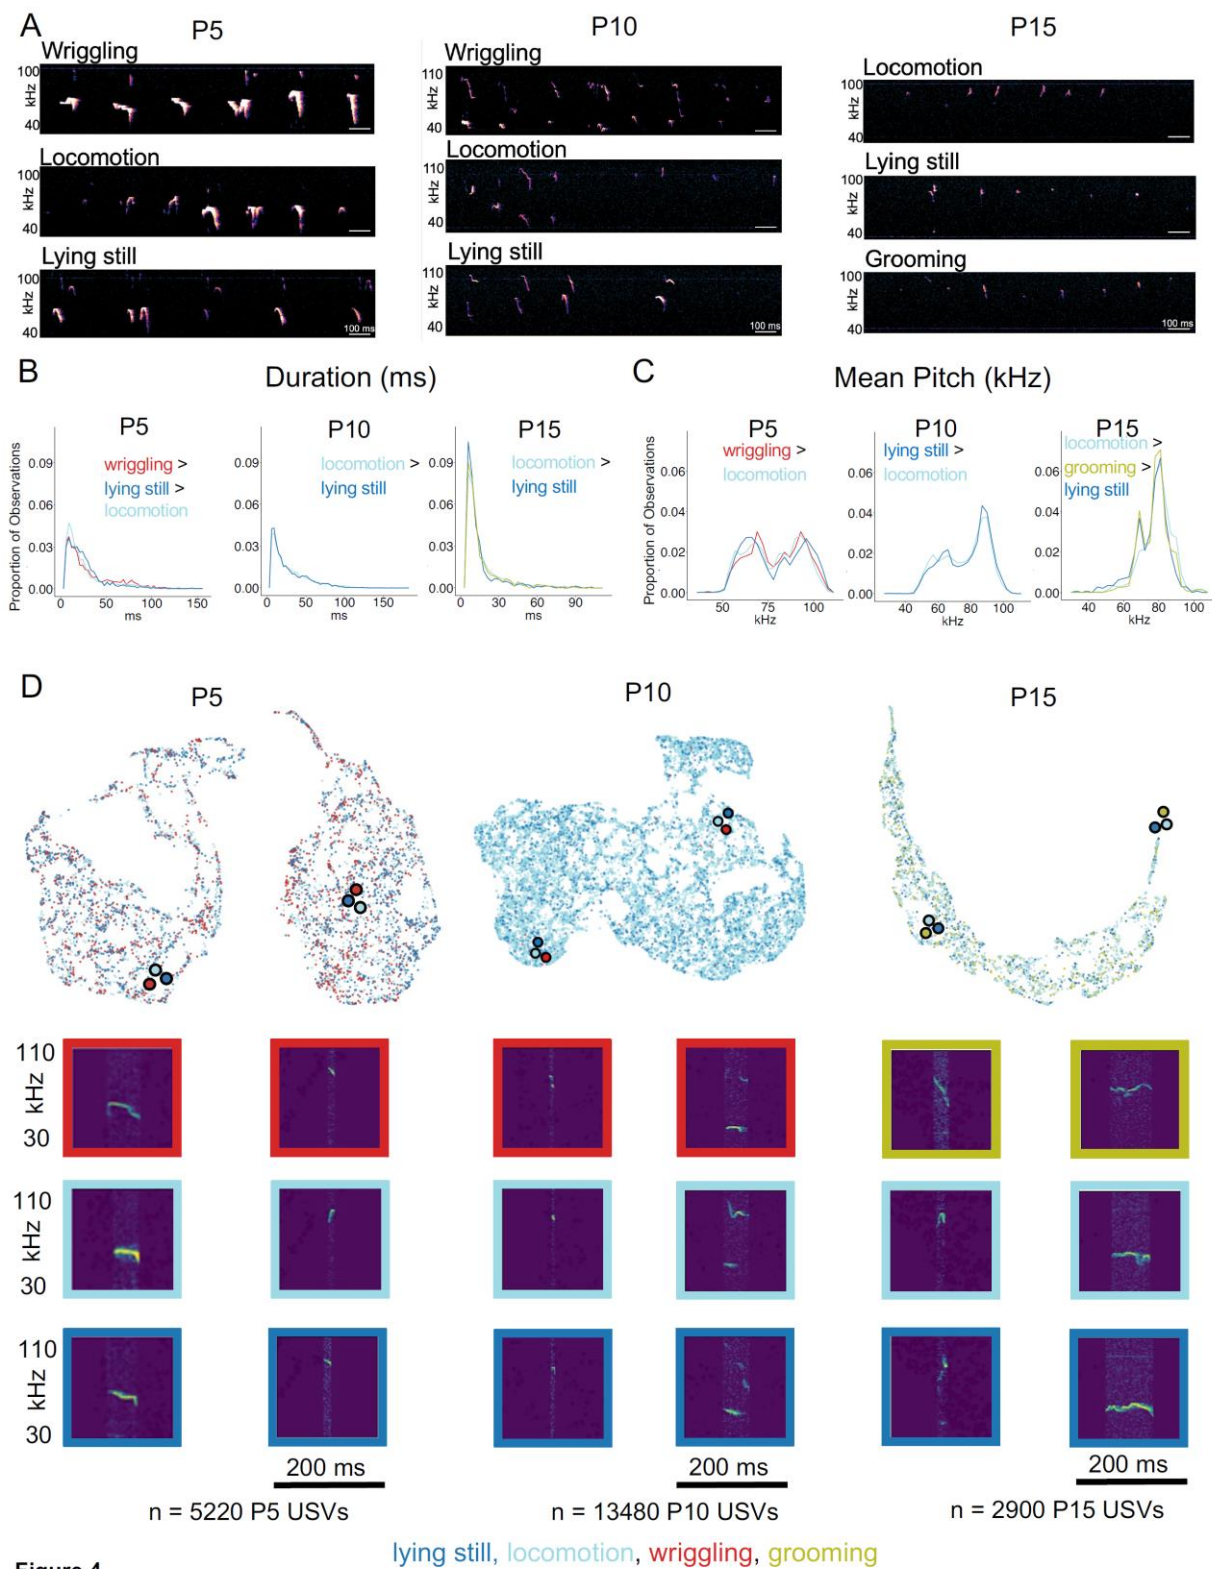 A
P5
P10
P15
Wriggling
100
kHz
40
Locomotion
100
kHz
40
Lying still
100
kHz
40
100 ms
Wriggling
110
kHz
40
Locomotion
110
kHz
40
Lying still
110
kHz
40
Locomotion
100
kHz
40
Lying still
100
kHz
40
Grooming
100
kHz
40
100 ms
B
Duration (ms)
Proportion of Observations
P5
wriggling >
lying still >
locomotion
0.09
0.06
0.03
0.00
0 50 100 150
ms
P10
locomotion >
lying still
0.09
0.06
0.03
0.00
0 50 100 150
ms
P15
locomotion >
lying still
0.09
0.06
0.03
0.00
0 30 60 90
ms
C
Mean Pitch (kHz)
Proportion of Observations
P5
wriggling >
locomotion
0.06
0.04
0.02
0.00
50 75 100
kHz
P10
lying still >
locomotion
0.06
0.04
0.02
0.00
40 60 80 100
kHz
P15
locomotion >
grooming >
lying still
0.06
0.04
0.02
0.00
40 60 80 100
kHz
D
P5
P10
P15
110
kHz
30
110
kHz
30
110
kHz
30
200 ms
200 ms
200 ms
n = 5220 P5 USVs
n = 13480 P10 USVs
n = 2900 P15 USVs
lying still, locomotion, wriggling, grooming